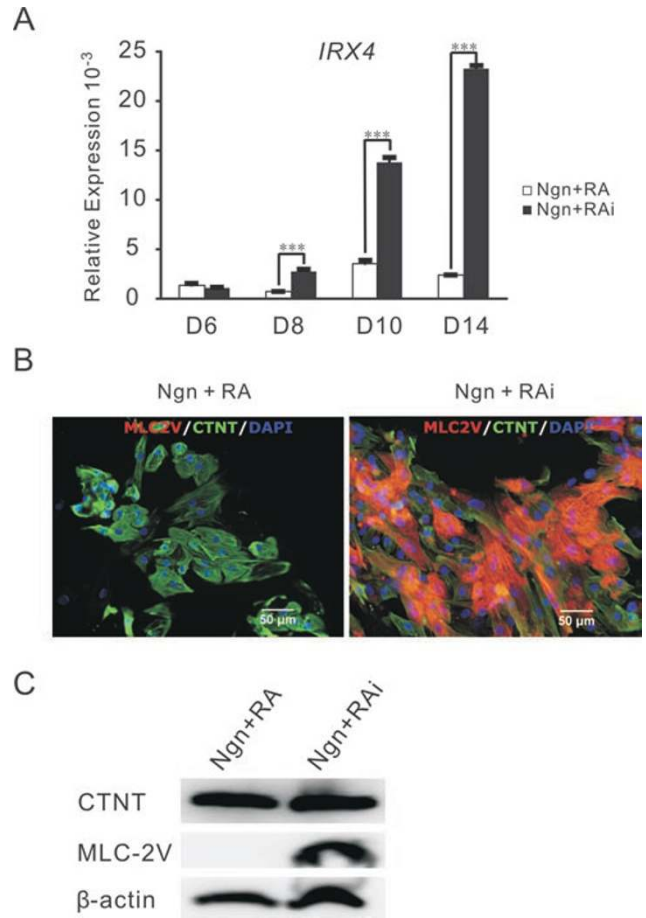 A
IRX4
Relative Expression 10⁻³
25
20
15
10
5
0
***
***
***
Ngn+RA
Ngn+RAi
D6
D8
D10
D14
B
Ngn + RA
Ngn + RAi
MLC2V/CTNT/DAPI
MLC2V/CTNT/DAPI
50 µm
50 µm
C
Ngn+RA
Ngn+RAi
CTNT
MLC-2V
β-actin